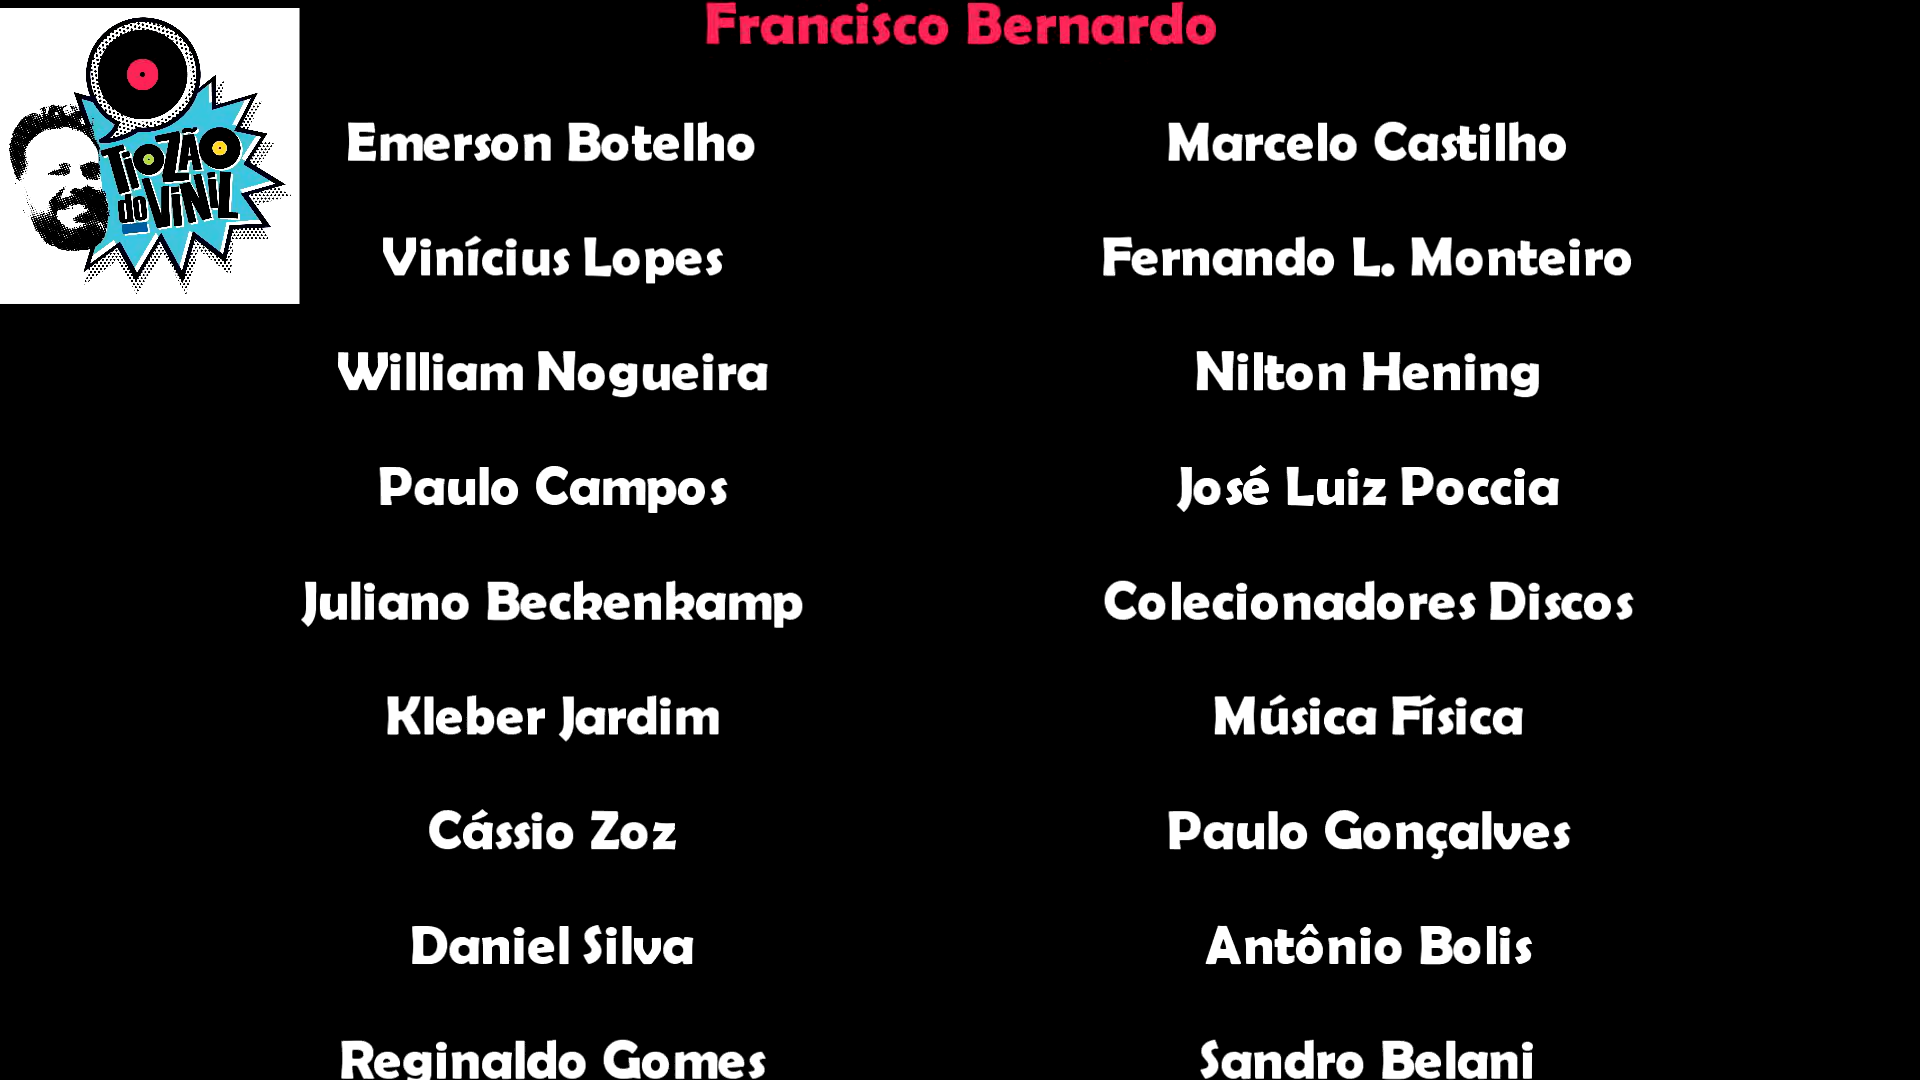 Francisco Bernardo
TIOZÃO
do VINIL
Emerson Botelho
Marcelo Castilho
Vinícius Lopes
Fernando L. Monteiro
William Nogueira
Nilton Hening
Paulo Campos
José Luiz Poccia
Juliano Beckenkamp
Colecionadores Discos
Kleber Jardim
Música Física
Cássio Zoz
Paulo Gonçalves
Daniel Silva
Antônio Bolis
Reginaldo Gomes
Sandro Belani